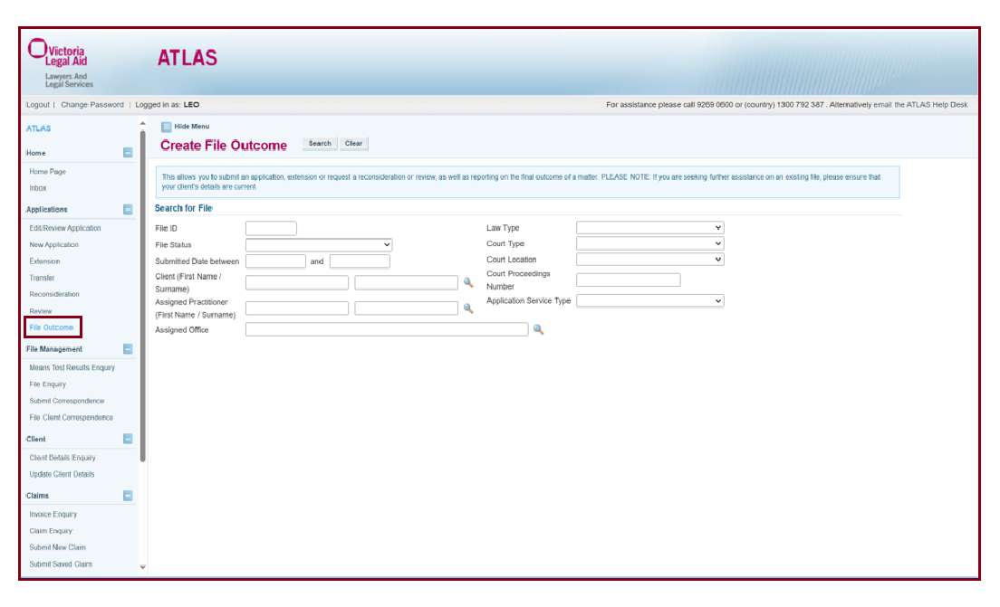 Victoria
Legal Aid
Lawyers And
Legal Services
ATLAS
Logout | Change Password | Logged in as: LEO
For assistance please call 9269 0600 or (country) 1300 792 387 . Alternatively email the ATLAS Help Desk
ATLAS
Home
Home Page
Inbox
Applications
Edit/Review Application
New Application
Extension
Transfer
Reconsideration
Review
File Outcome
File Management
Means Test Results Enquiry
File Enquiry
Submit Correspondence
File Client Correspondence
Client
Client Details Enquiry
Update Client Details
Claims
Invoice Enquiry
Claim Enquiry
Submit New Claim
Submit Saved Claim
Hide Menu
Create File Outcome Search Clear
This allows you to submit an application, extension or request a reconsideration or review, as well as reporting on the final outcome of a matter. PLEASE NOTE: If you are seeking further assistance on an existing file, please ensure that
your client's details are current.
Search for File
File ID
File Status
Submitted Date between and
Client (First Name /
Surname)
Assigned Practitioner
(First Name / Surname)
Assigned Office
Law Type
Court Type
Court Location
Court Proceedings
Number
Application Service Type